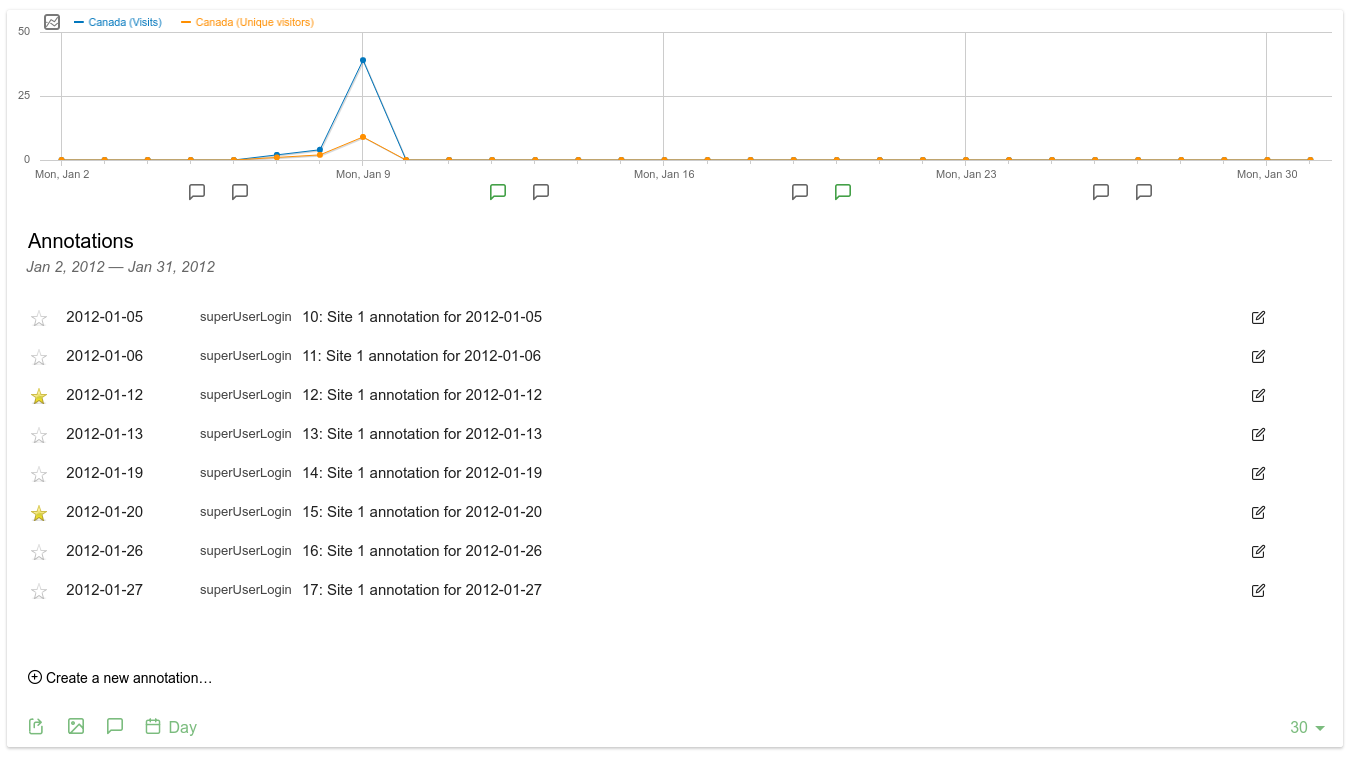 Canada (Visits) Canada (Unique visitors)
50
25
0
Mon, Jan 2 Mon, Jan 9 Mon, Jan 16 Mon, Jan 23 Mon, Jan 30
Annotations
Jan 2, 2012 — Jan 31, 2012
2012-01-05 superUserLogin 10: Site 1 annotation for 2012-01-05
2012-01-06 superUserLogin 11: Site 1 annotation for 2012-01-06
2012-01-12 superUserLogin 12: Site 1 annotation for 2012-01-12
2012-01-13 superUserLogin 13: Site 1 annotation for 2012-01-13
2012-01-19 superUserLogin 14: Site 1 annotation for 2012-01-19
2012-01-20 superUserLogin 15: Site 1 annotation for 2012-01-20
2012-01-26 superUserLogin 16: Site 1 annotation for 2012-01-26
2012-01-27 superUserLogin 17: Site 1 annotation for 2012-01-27
Create a new annotation…
Day 30